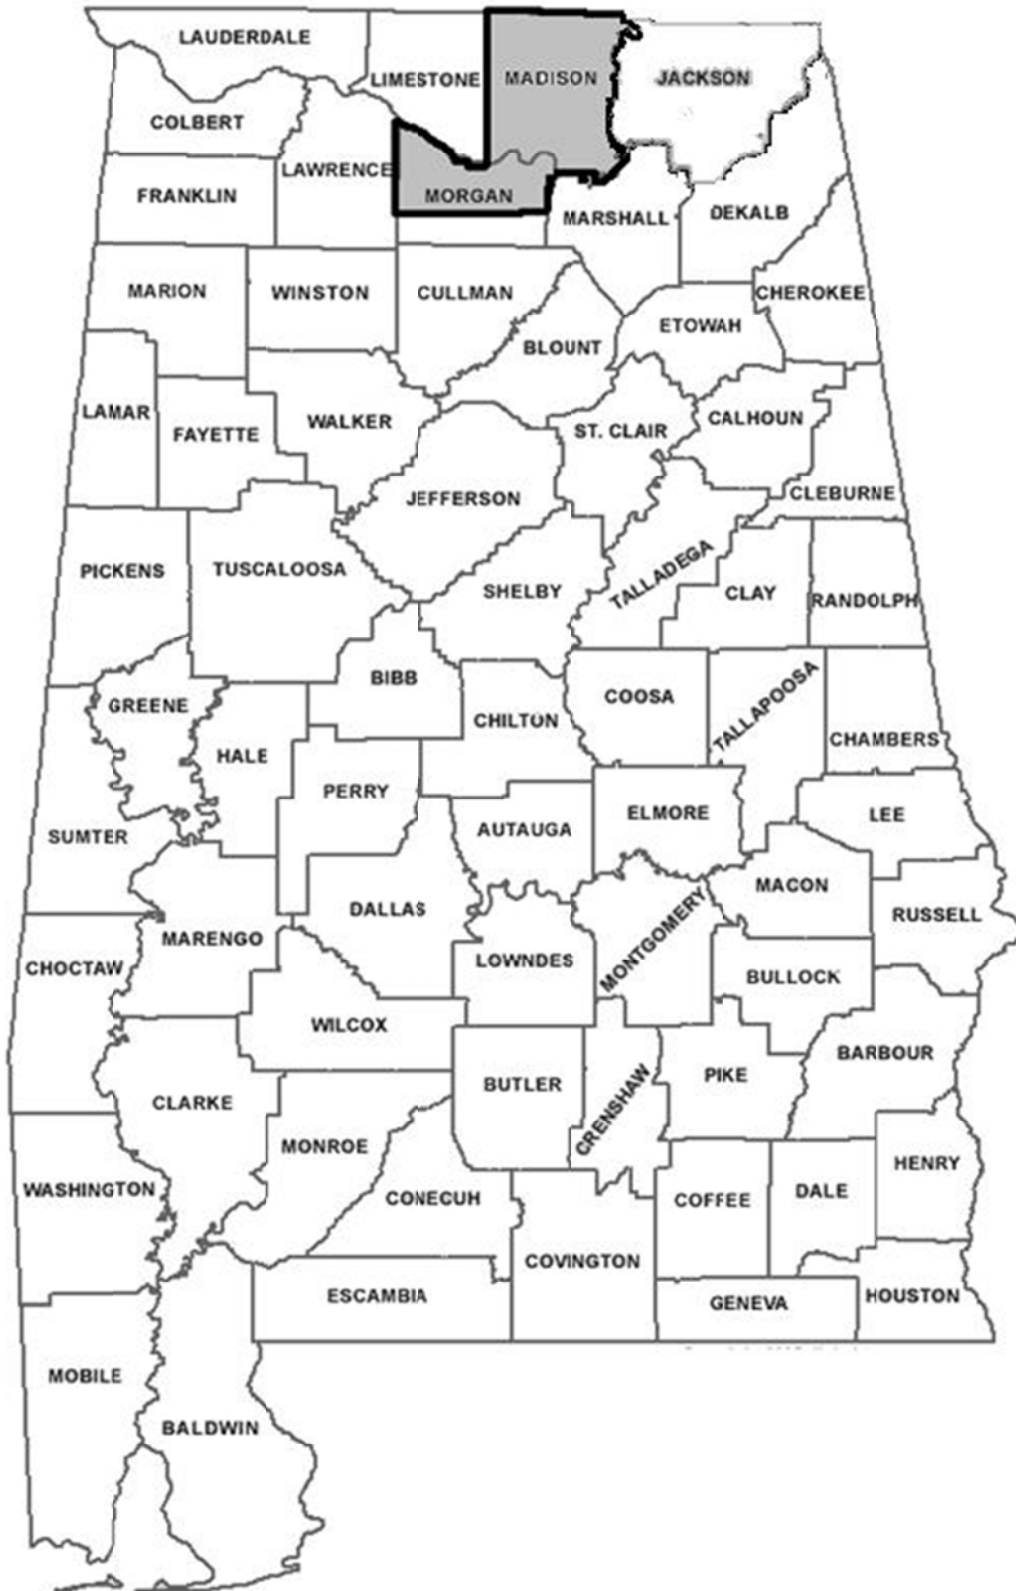 LAUDERDALE
LIMESTONE
MADISON
JACKSON
COLBERT
LAWRENCE
FRANKLIN
MORGAN
MARSHALL
DEKALB
MARION
WINSTON
CULLMAN
CHEROKEE
ETOWAH
BLOUNT
LAMAR
FAYETTE
WALKER
ST. CLAIR
CALHOUN
JEFFERSON
CLEBURNE
PICKENS
TUSCALOOSA
SHELBY
TALLADEGA
CLAY
RANDOLPH
BIBB
COOSA
TALLAPOOSA
GREENE
CHILTON
CHAMBERS
HALE
PERRY
SUMTER
AUTAUGA
ELMORE
LEE
MACON
DALLAS
RUSSELL
MARENGO
CHOCTAW
LOWNDES
MONTGOMERY
BULLOCK
WILCOX
BARBOUR
BUTLER
PIKE
CLARKE
CRENSHAW
MONROE
HENRY
WASHINGTON
CONECUH
COFFEE
DALE
COVINGTON
ESCAMBIA
GENEVA
HOUSTON
MOBILE
BALDWIN